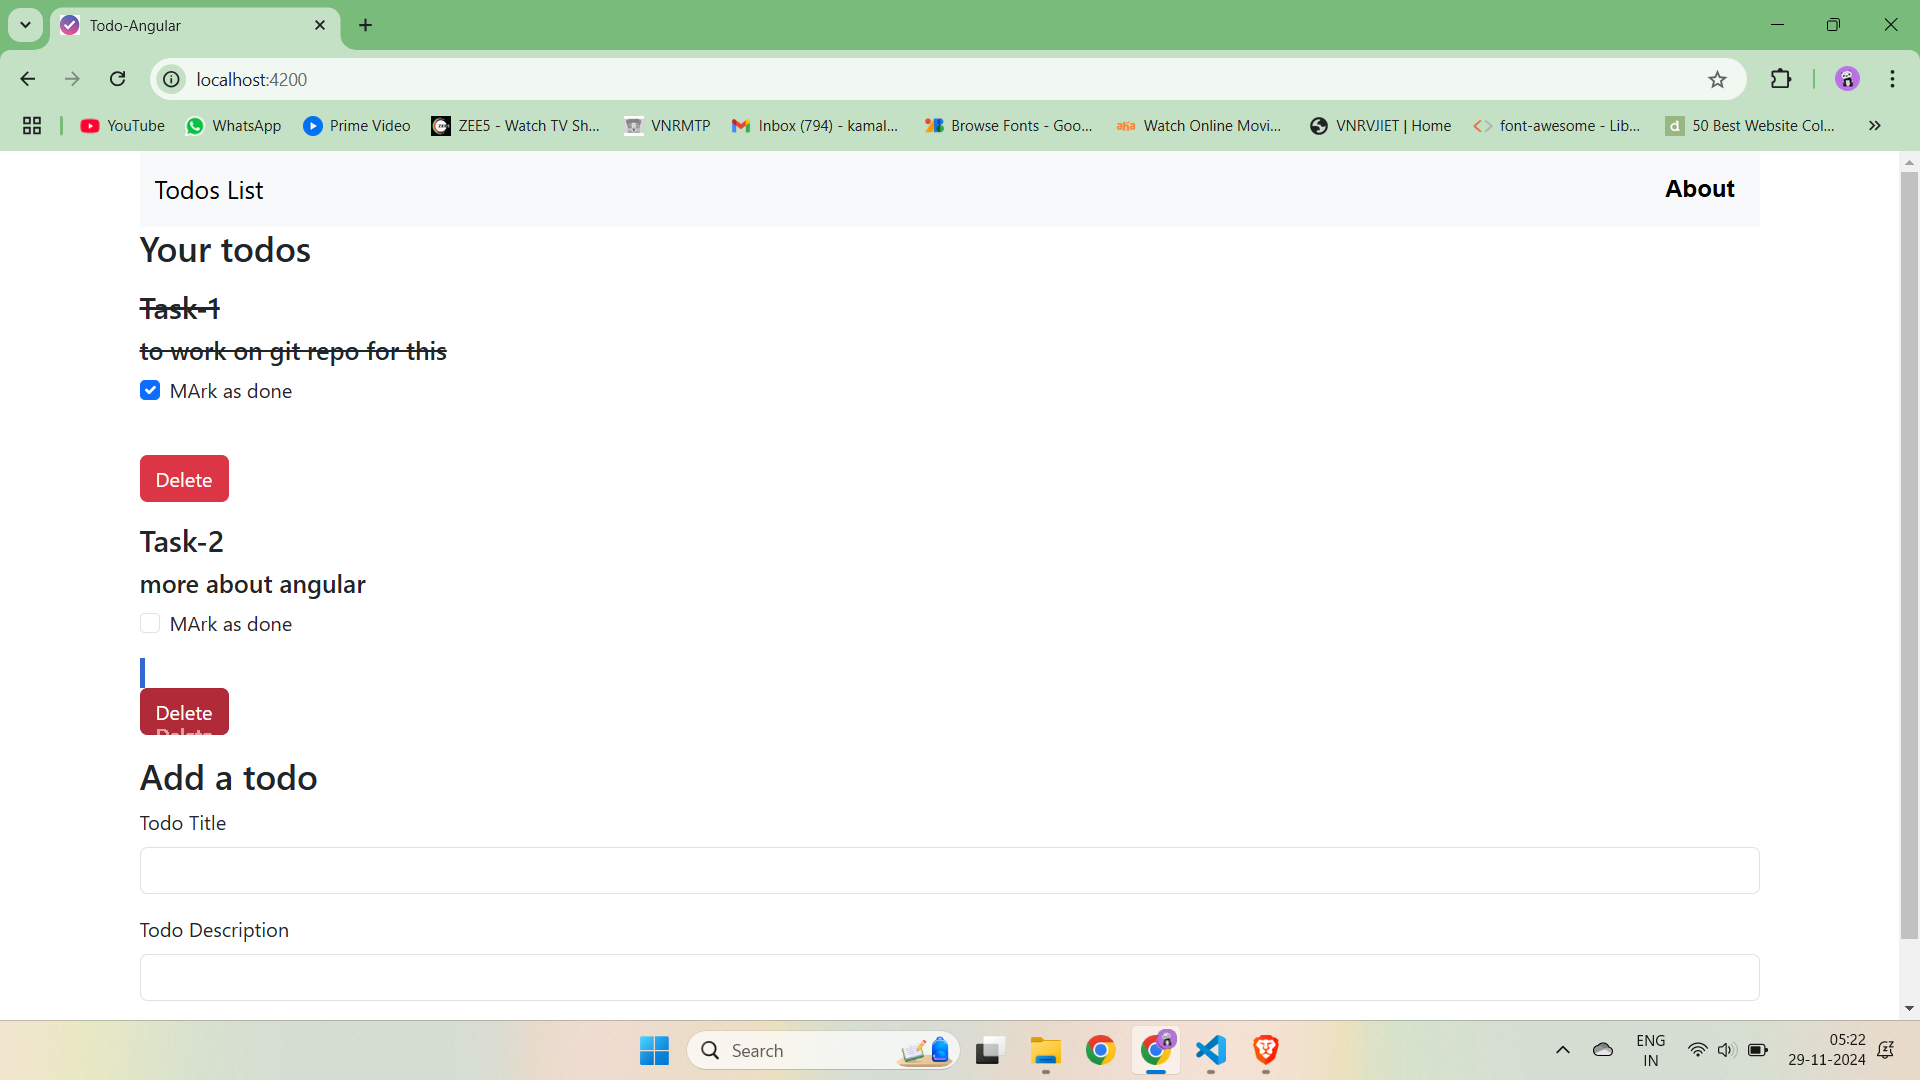 Todo-Angular
localhost:4200
YouTube WhatsApp Prime Video ZEE5 - Watch TV Sh... VNRMTP Inbox (794) - kamal... Browse Fonts - Goo... Watch Online Movi... VNRVJIET | Home font-awesome - Lib... 50 Best Website Col...
Todos List About
Your todos
Task-1
to work on git repo for this
MArk as done
Delete
Task-2
more about angular
MArk as done
Delete
Delete
Add a todo
Todo Title
Todo Description
Search
ENG
IN
05:22
29-11-2024